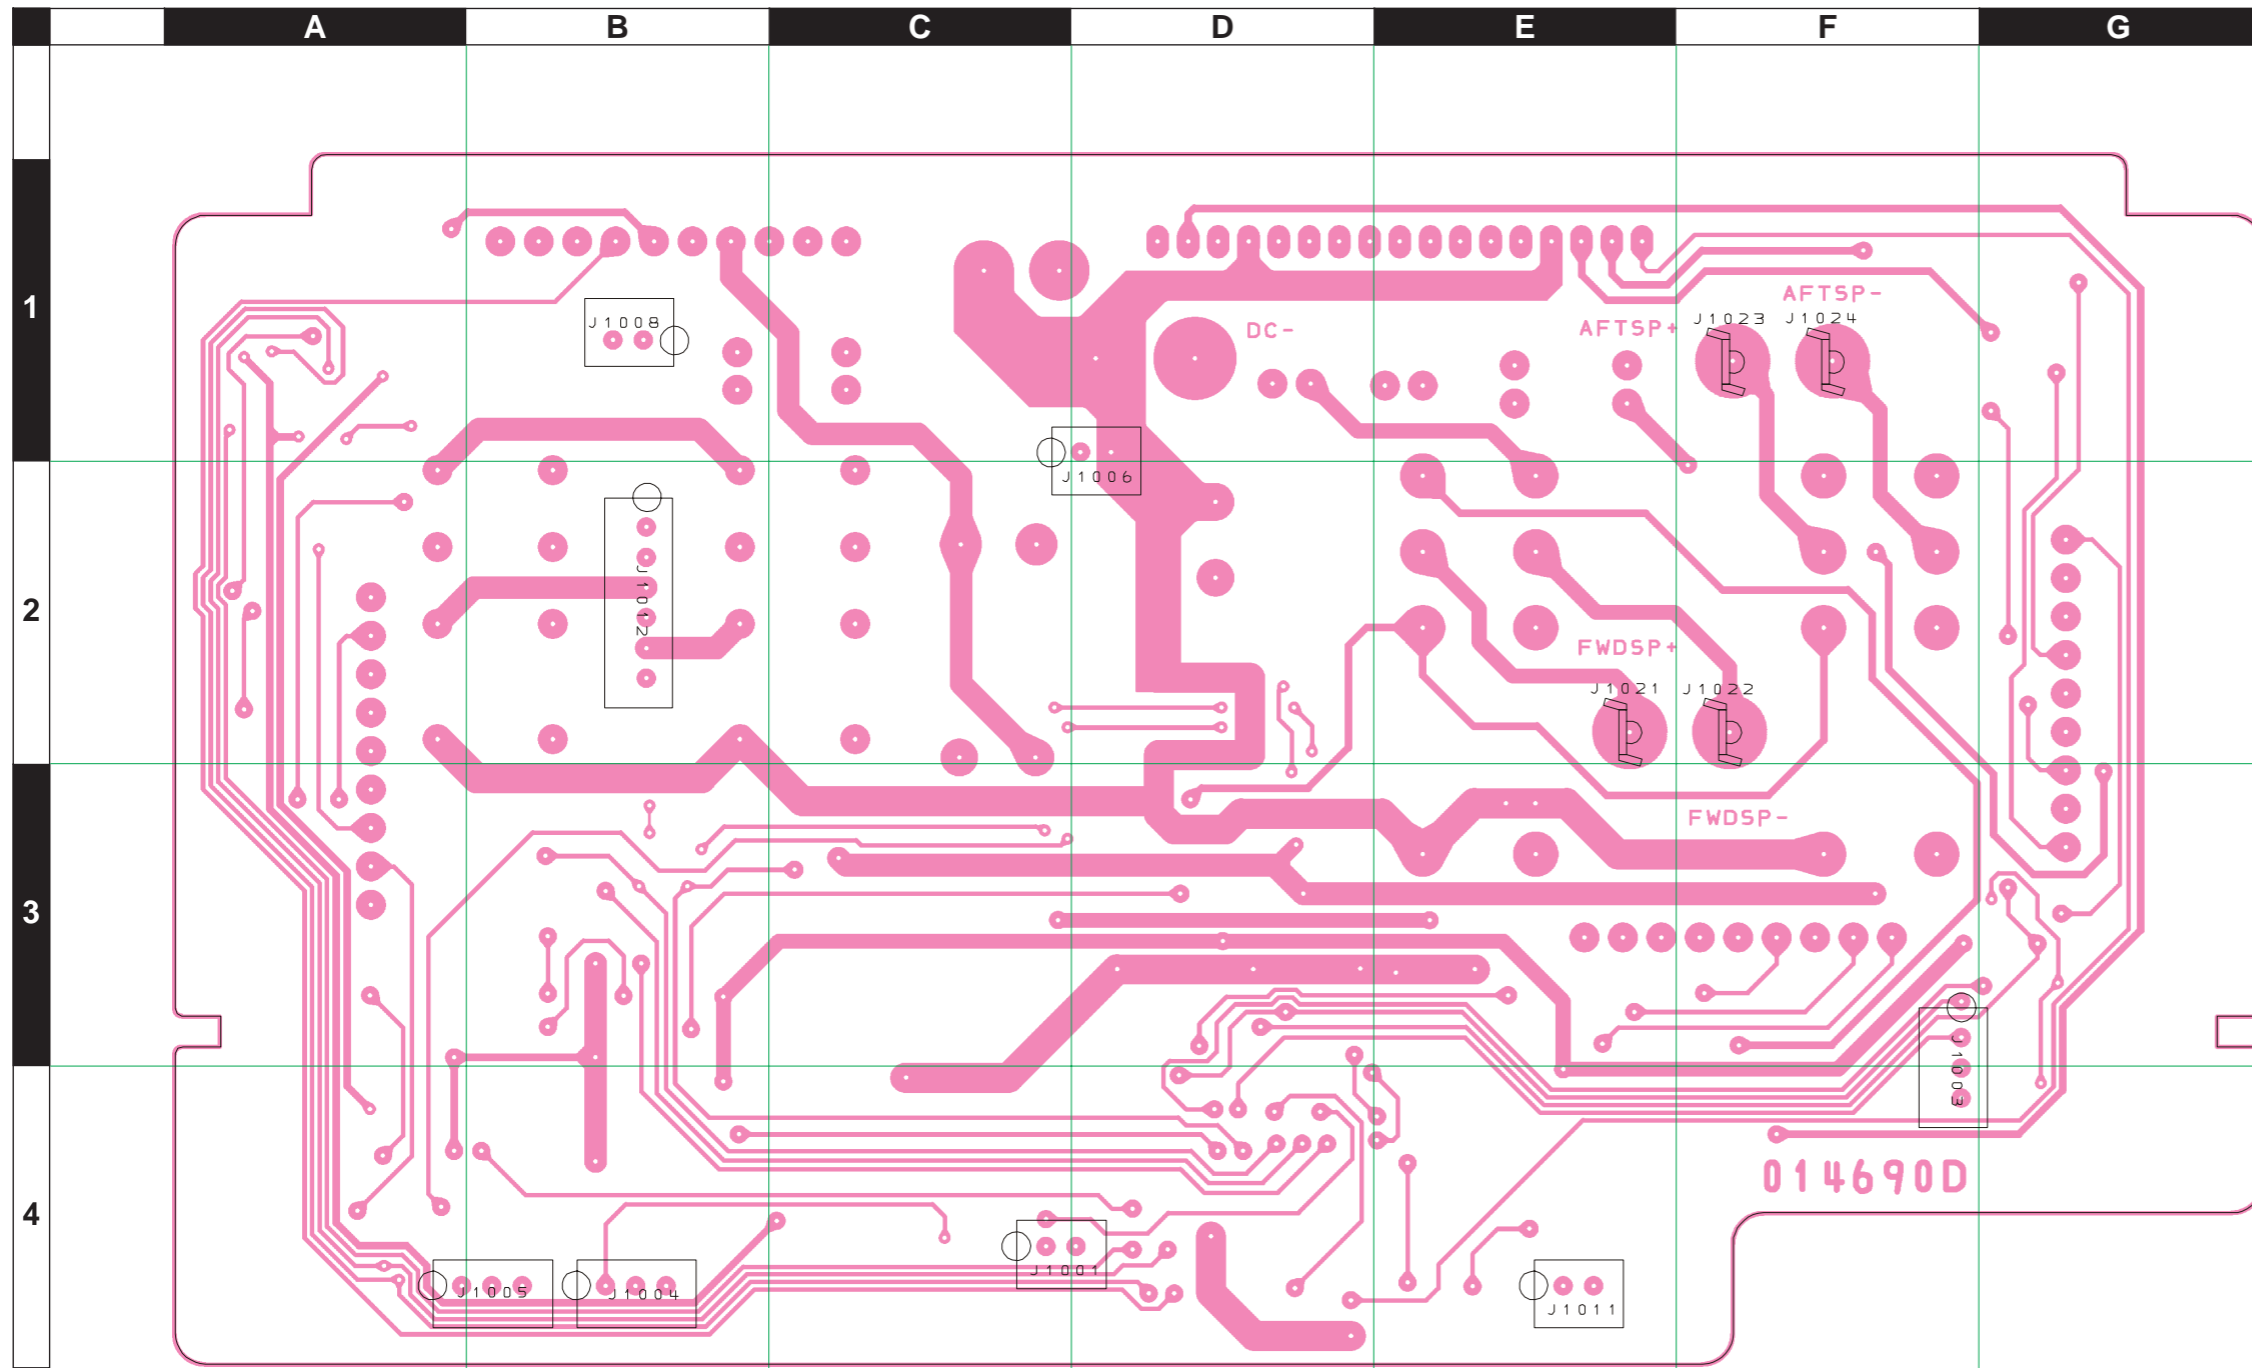 A B C D E F G
1
AFTSP-
J1008
DC-
AFTSP+
J1023
J1024
J1006
2
J1012
FWDSP+
J1021
J1022
3
FWDSP-
J1003
014690D
4
J1001
J1005
J1004
J1011